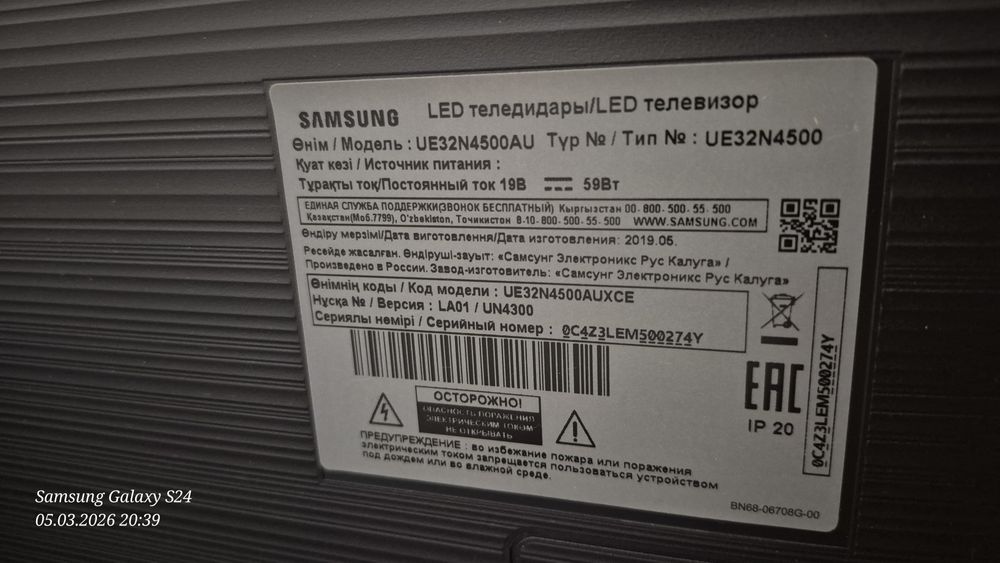 SAMSUNG LED теледидары/LED телевизор
Өнім / Модель : UE32N4500AU Түр № / Тип № : UE32N4500
Қуат көзі / Источник питания :
Тұрақты ток/Постоянный ток 19В 59Вт
ЕДИНАЯ СЛУЖБА ПОДДЕРЖКИ(ЗВОНОК БЕСПЛАТНЫЙ) Кыргызстан 00-800-500-55-500
Қазақстан(Моб.7799), O'zbekiston, Точикистон 8-10-800-500-55-500 WWW.SAMSUNG.COM
Өндіру мерзімі/Дата виготовлення/Дата изготовления: 2019.05.
Ресейде жасалған. Өндіруші-зауыт: «Самсунг Электроникс Рус Калуга» /
Произведено в России. Завод-изготовитель: «Самсунг Электроникс Рус Калуга»
Өнімнің коды / Код модели : UE32N4500AUXCE
Нұсқа № / Версия : LA01 / UN4300
Сериялы немірі / Серийный номер : 0C4Z3LEM500274Y
0C4Z3LEM500274Y
EAC
IP 20
ОСТОРОЖНО!
ОПАСНОСТЬ ПОРАЖЕНИЯ
ЭЛЕКТРИЧЕСКИМ ТОКОМ
НЕ ОТКРЫВАТЬ
ПРЕДУПРЕЖДЕНИЕ : во избежание пожара или поражения
электрическим током запрещается пользоваться устройством
под дождем или во влажной среде.
BN68-06708G-00
Samsung Galaxy S24
05.03.2026 20:39